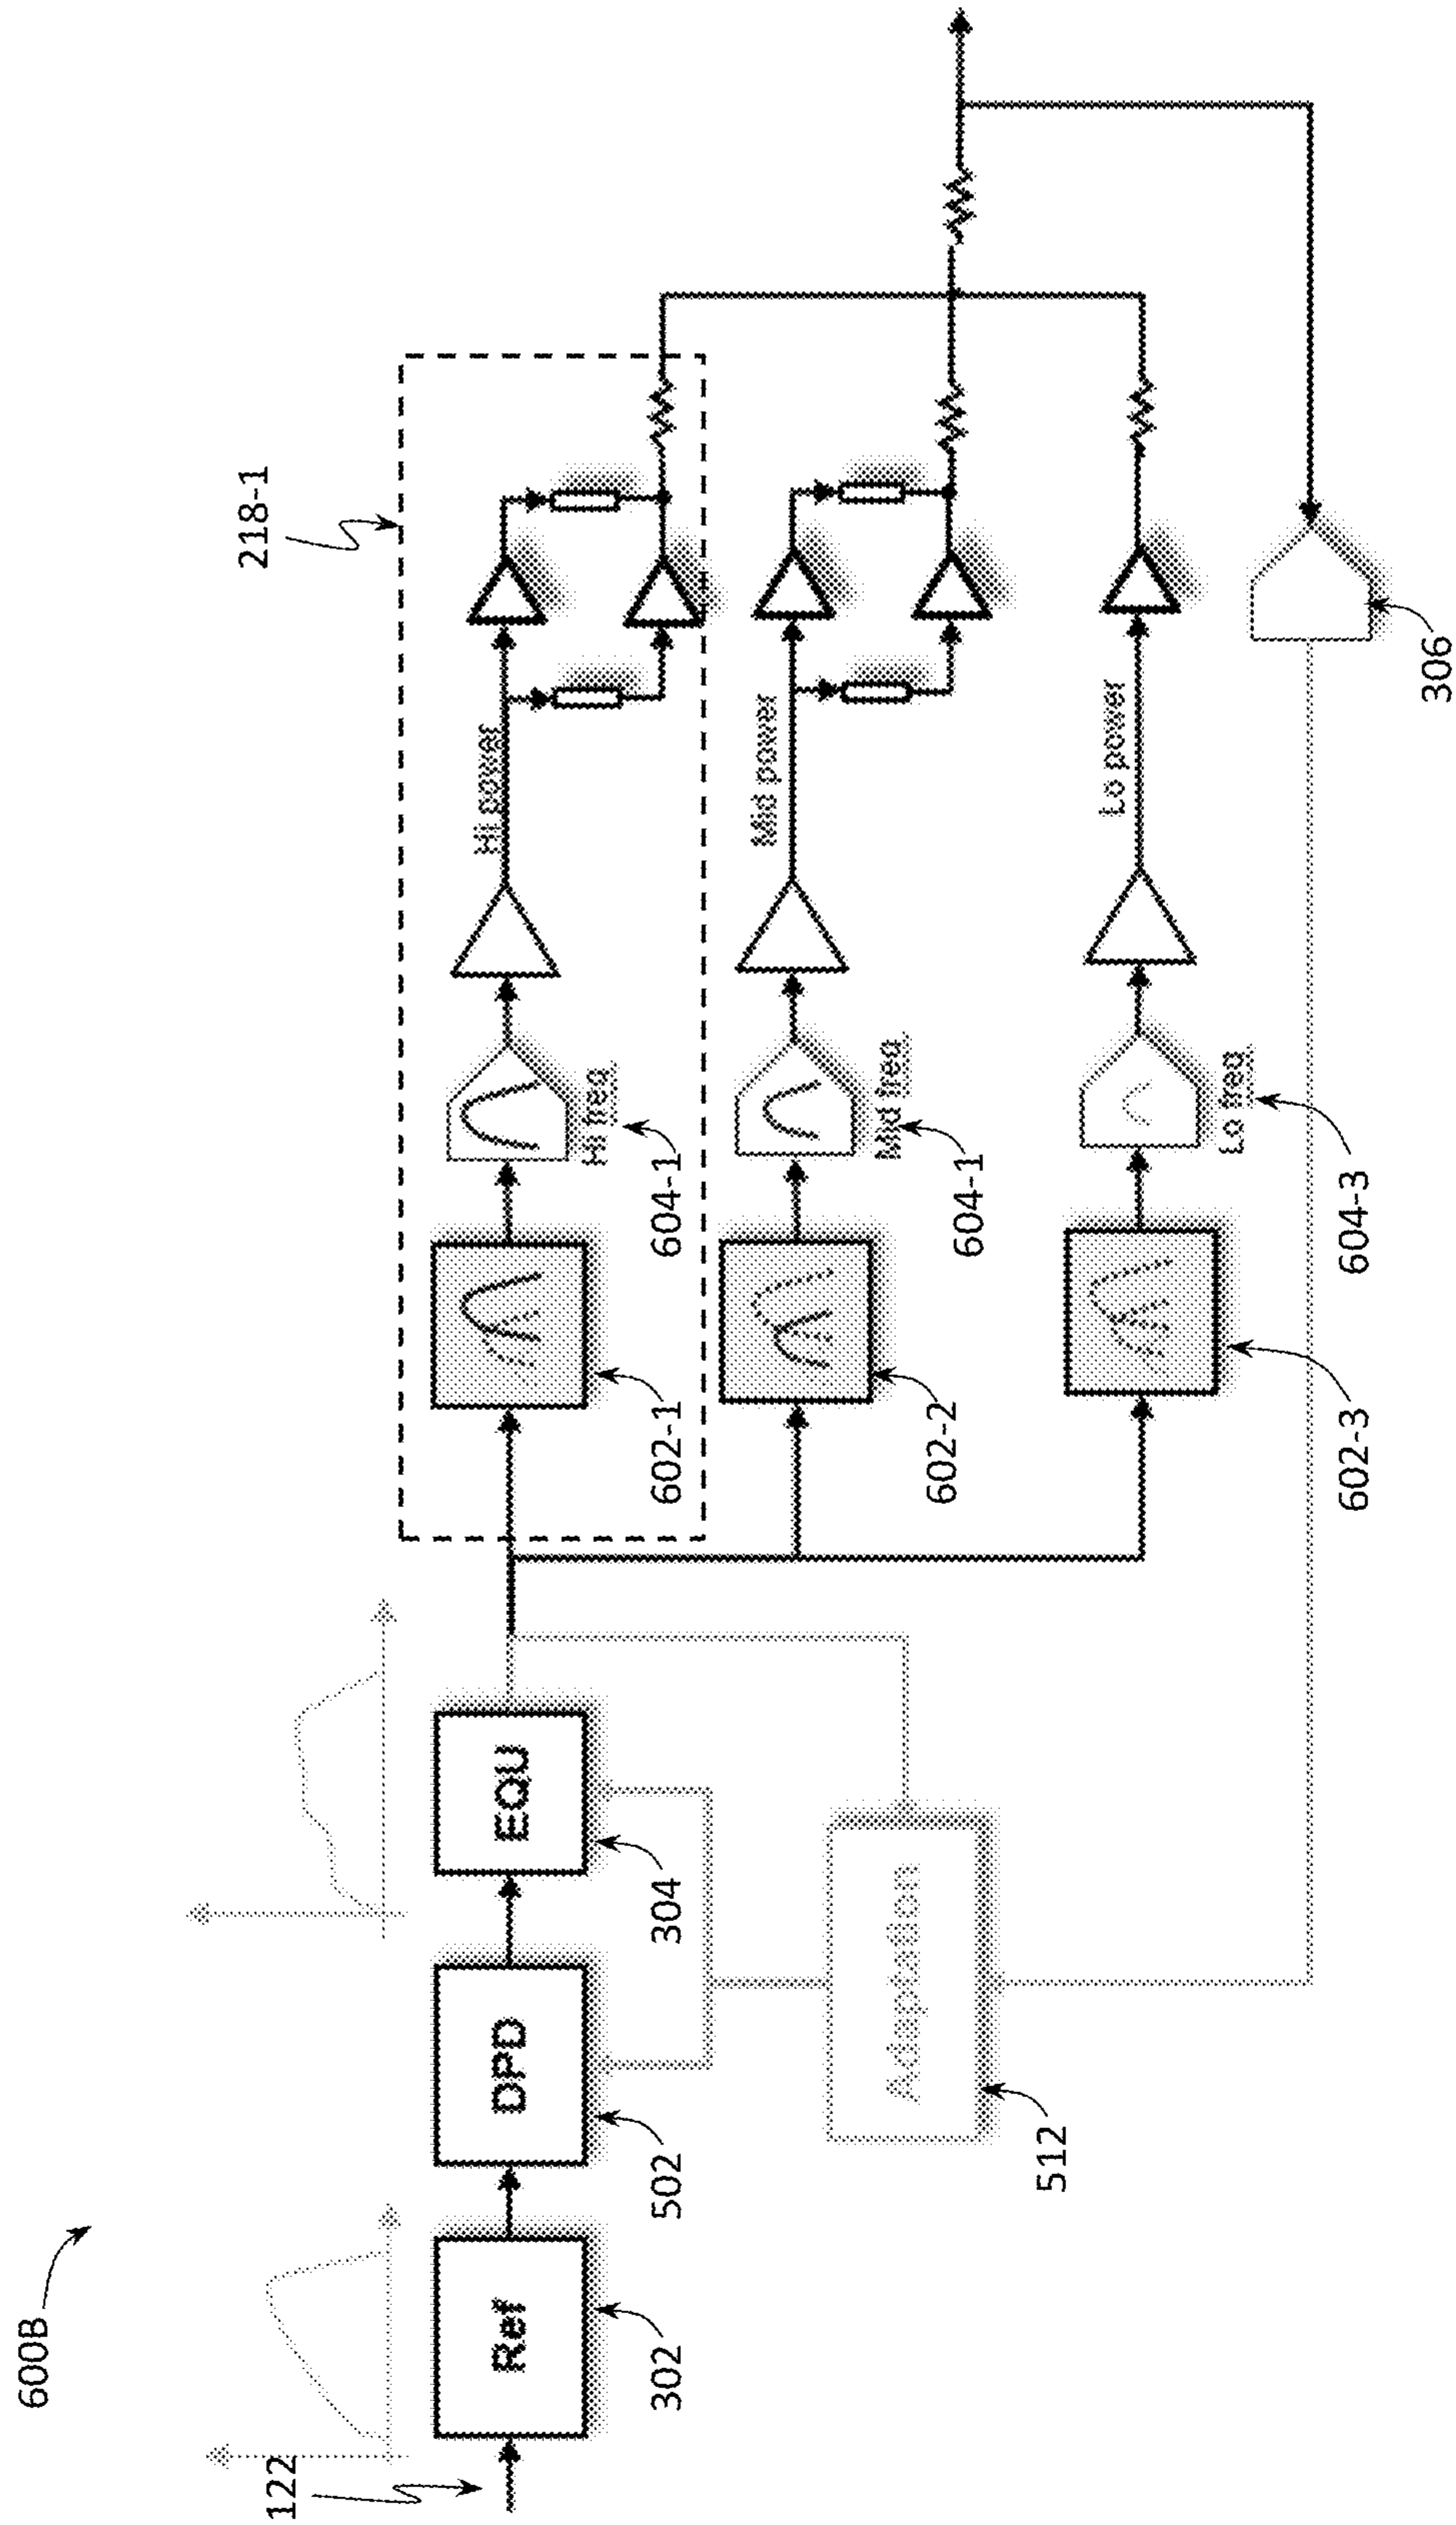 600B
122
Ref
302
DPD
502
EQU
304
Adaptation
512
218-1
602-1
Hi freq
604-1
Hi power
602-2
Mid freq
604-1
Mid power
602-3
Lo freq
604-3
Lo power
306